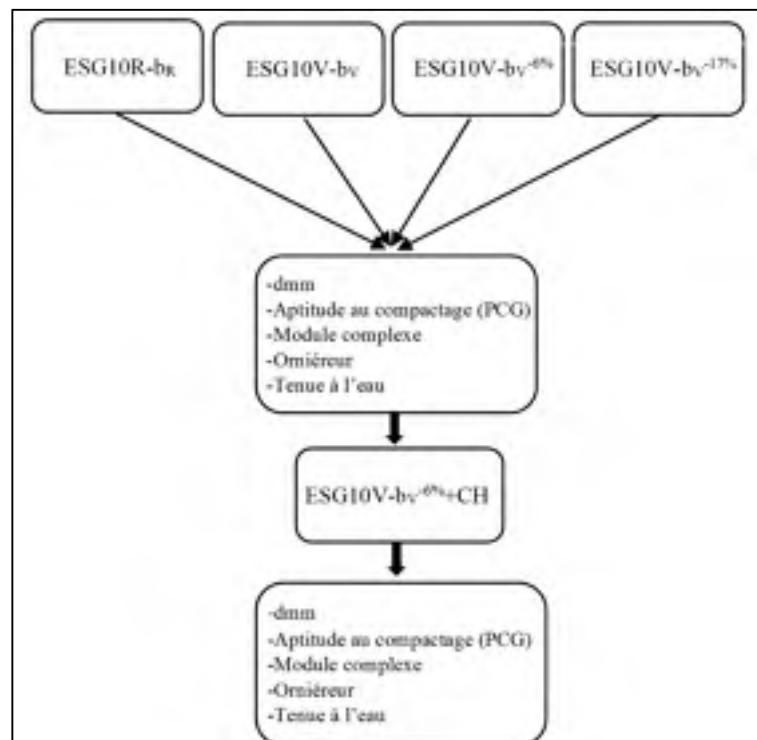 ESG10R-bR
ESG10V-bV
ESG10V-bV-6%
ESG10V-bV-17%
-dmm
-Aptitude au compactage (PCG)
-Module complexe
-Orniéreur
-Tenue à l'eau
ESG10V-bV-6%+CH
-dmm
-Aptitude au compactage (PCG)
-Module complexe
-Orniéreur
-Tenue à l'eau